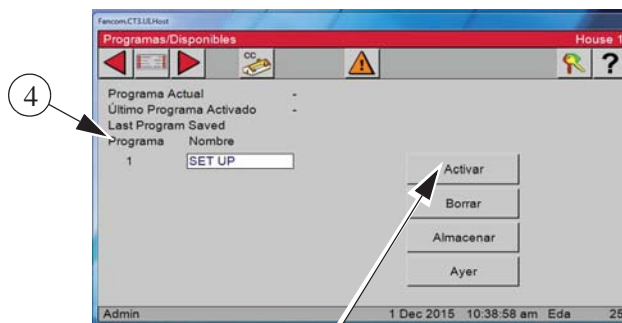 Fancom.CT3.UI.Host
Programas/Disponibles House 1
CC ?
Programa Actual -
Último Programa Activado -
Last Program Saved
4
Programa Nombre
1 SET UP
Activar
Borrar
Almacenar
Ayer
Admin 1 Dec 2015 10:38:58 am Eda 25